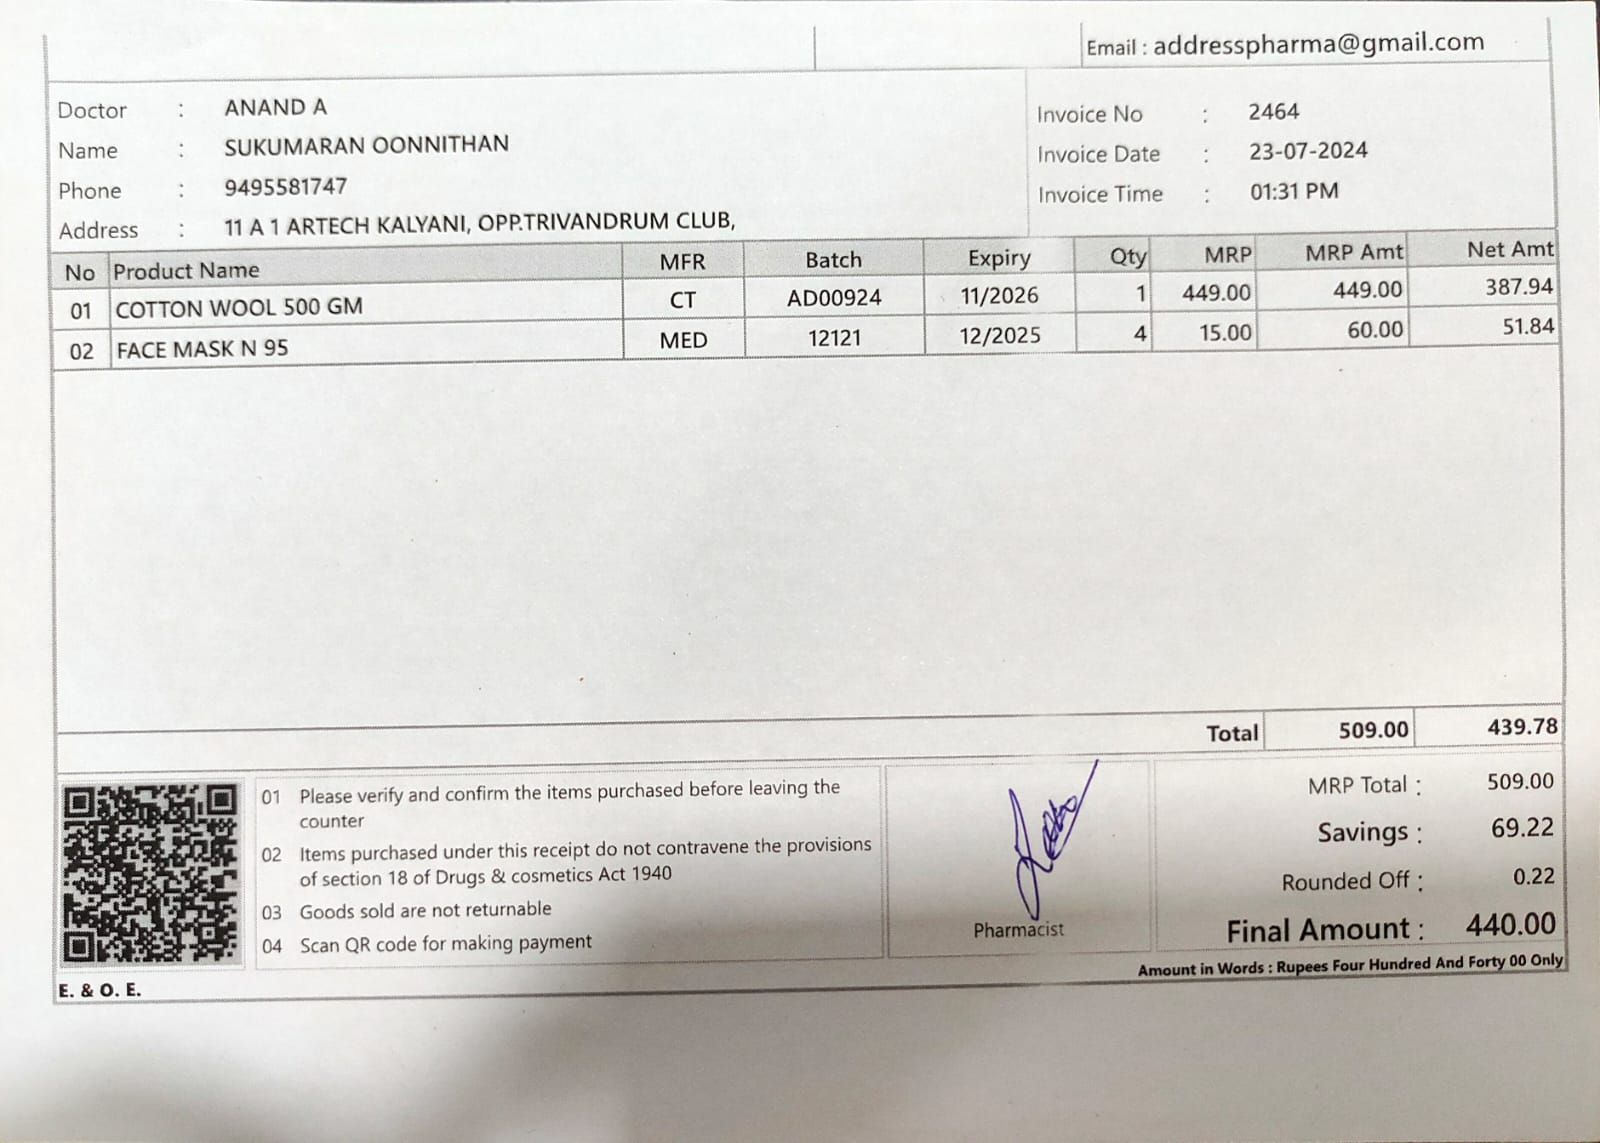 Email : addresspharma@gmail.com
Doctor : ANAND A
Name : SUKUMARAN OONNITHAN
Phone : 9495581747
Address : 11 A 1 ARTECH KALYANI, OPP.TRIVANDRUM CLUB,
Invoice No : 2464
Invoice Date : 23-07-2024
Invoice Time : 01:31 PM
No Product Name MFR Batch Expiry Qty MRP MRP Amt Net Amt
01 COTTON WOOL 500 GM CT AD00924 11/2026 1 449.00 449.00 387.94
02 FACE MASK N 95 MED 12121 12/2025 4 15.00 60.00 51.84
Total 509.00 439.78
01 Please verify and confirm the items purchased before leaving the
counter
02 Items purchased under this receipt do not contravene the provisions
of section 18 of Drugs & cosmetics Act 1940
03 Goods sold are not returnable
04 Scan QR code for making payment
Pharmacist
MRP Total : 509.00
Savings : 69.22
Rounded Off : 0.22
Final Amount : 440.00
Amount in Words : Rupees Four Hundred And Forty 00 Only
E. & O. E.